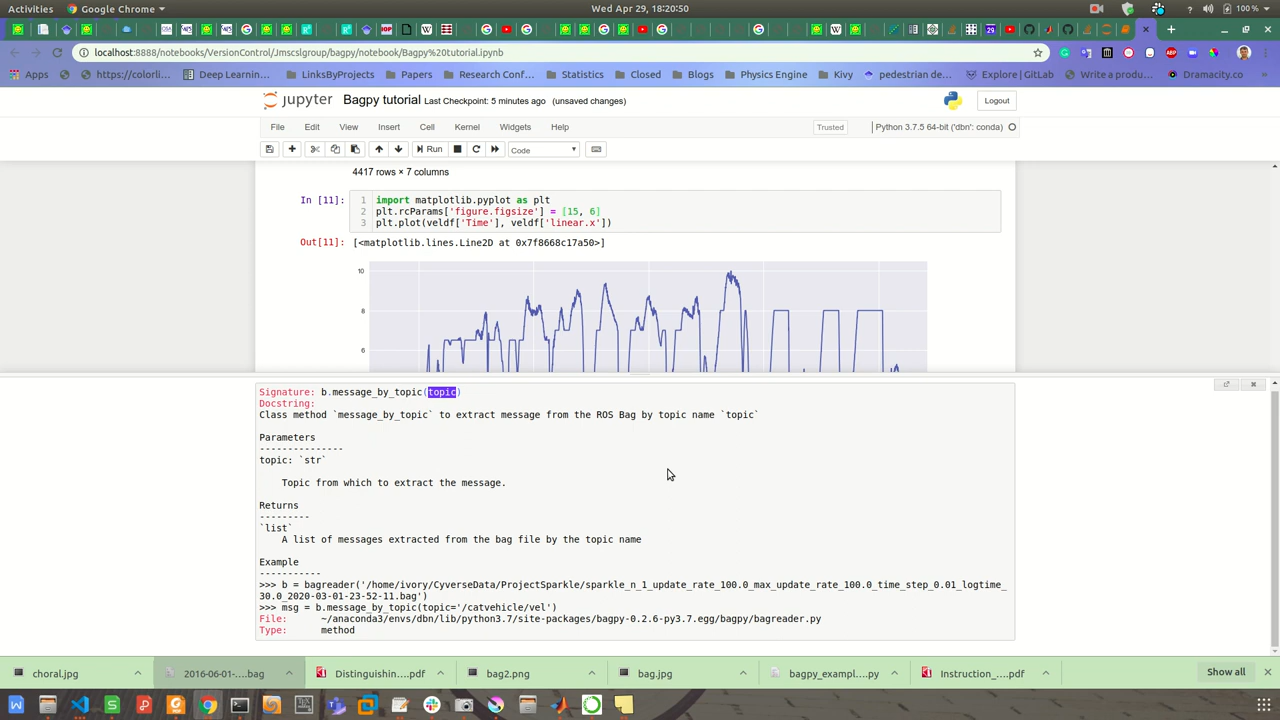 Activities
Google Chrome
Wed Apr 29, 18:20:50
100 %
localhost:8888/notebooks/VersionControl/Jmscslgroup/bagpy/notebook/Bagpy%20tutorial.ipynb
Apps
https://colorli...
Deep Learnin...
LinksByProjects
Papers
Research Conf...
Statistics
Closed
Blogs
Physics Engine
Kivy
pedestrian de...
Explore | GitLab
Write a produ...
Dramacity.co
jupyter
Bagpy tutorial
Last Checkpoint: 5 minutes ago
(unsaved changes)
Logout
File
Edit
View
Insert
Cell
Kernel
Widgets
Help
Trusted
Python 3.7.5 64-bit ('dbn': conda)
Run
Code
4417 rows × 7 columns
In [11]:
1 import matplotlib.pyplot as plt
2 plt.rcParams['figure.figsize'] = [15, 6]
3 plt.plot(veldf['Time'], veldf['linear.x'])
Out[11]: [<matplotlib.lines.Line2D at 0x7f8668c17a50>]
10
8
6
Signature: b.message_by_topic(topic)
Docstring:
Class method `message_by_topic` to extract message from the ROS Bag by topic name `topic`
Parameters
---------------
topic: `str`
Topic from which to extract the message.
Returns
---------
`list`
A list of messages extracted from the bag file by the topic name
Example
-----------
>>> b = bagreader('/home/ivory/CyverseData/ProjectSparkle/sparkle_n_1_update_rate_100.0_max_update_rate_100.0_time_step_0.01_logtime_
30.0_2020-03-01-23-52-11.bag')
>>> msg = b.message_by_topic(topic='/catvehicle/vel')
File: ~/anaconda3/envs/dbn/lib/python3.7/site-packages/bagpy-0.2.6-py3.7.egg/bagpy/bagreader.py
Type: method
choral.jpg
2016-06-01-....bag
Distinguishin....pdf
bag2.png
bag.jpg
bagpy_exampl....py
Instruction_....pdf
Show all